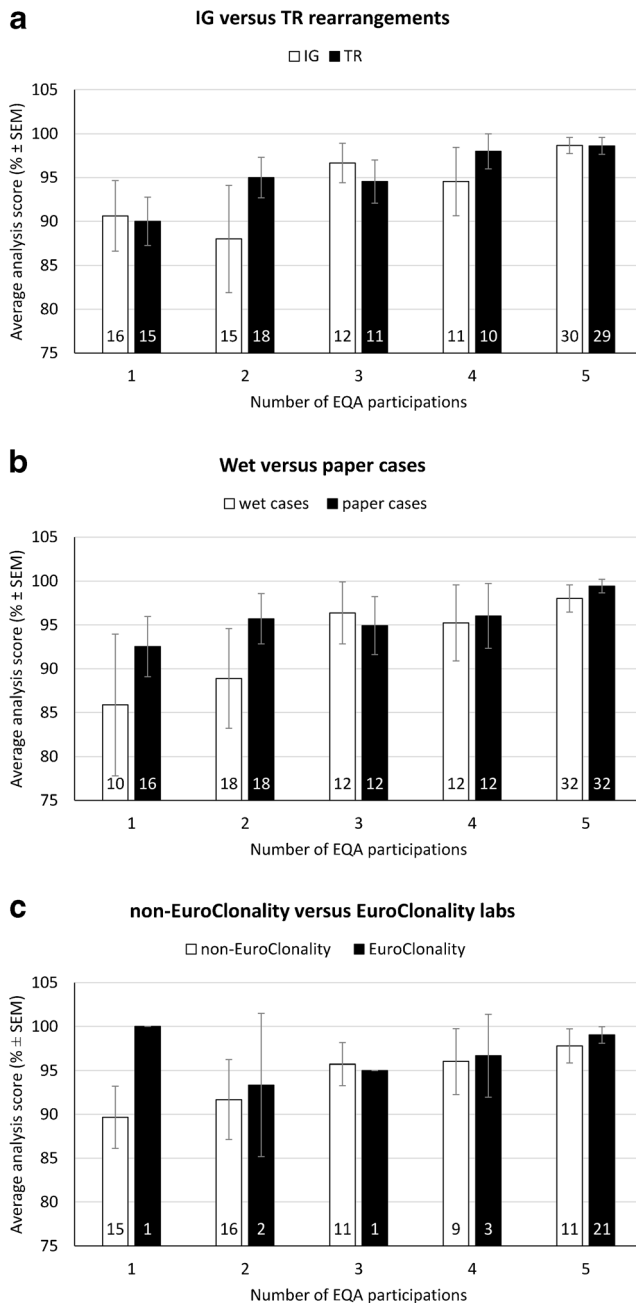 a
IG versus TR rearrangements
IG TR
Average analysis score (% ± SEM)
105
100
95
90
85
80
75
16 15 15 18 12 11 11 10 30 29
1 2 3 4 5
Number of EQA participations
b
Wet versus paper cases
wet cases paper cases
Average analysis score (% ± SEM)
105
100
95
90
85
80
75
10 16 18 18 12 12 12 12 32 32
1 2 3 4 5
Number of EQA participations
c
non-EuroClonality versus EuroClonality labs
non-EuroClonality EuroClonality
Average analysis score (% ± SEM)
105
100
95
90
85
80
75
15 1 16 2 11 1 9 3 11 21
1 2 3 4 5
Number of EQA participations